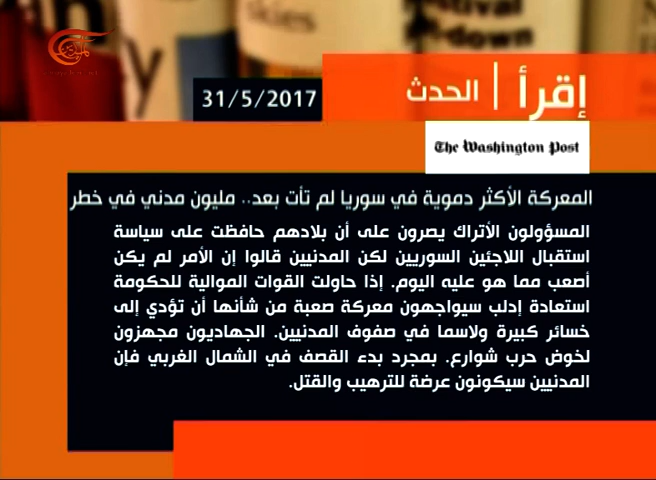 skies
Festival
k-down
31/5/2017
إقرأ | الحدث
The Washington Post
المعركة الأكثر دموية في سوريا لم تأت بعد.. مليون مدني في خطر
المسؤولون الأتراك يصرون على أن بلادهم حافظت على سياسة
استقبال اللاجئين السوريين لكن المدنيين قالوا إن الأمر لم يكن
أصعب مما هو عليه اليوم. إذا حاولت القوات الموالية للحكومة
استعادة إدلب سيواجهون معركة صعبة من شأنها أن تؤدي إلى
خسائر كبيرة ولاسما في صفوف المدنيين. الجهاديون مجهزون
لخوض حرب شوارع. بمجرد بدء القصف في الشمال الغربي فإن
المدنيين سيكونون عرضة للترهيب والقتل.